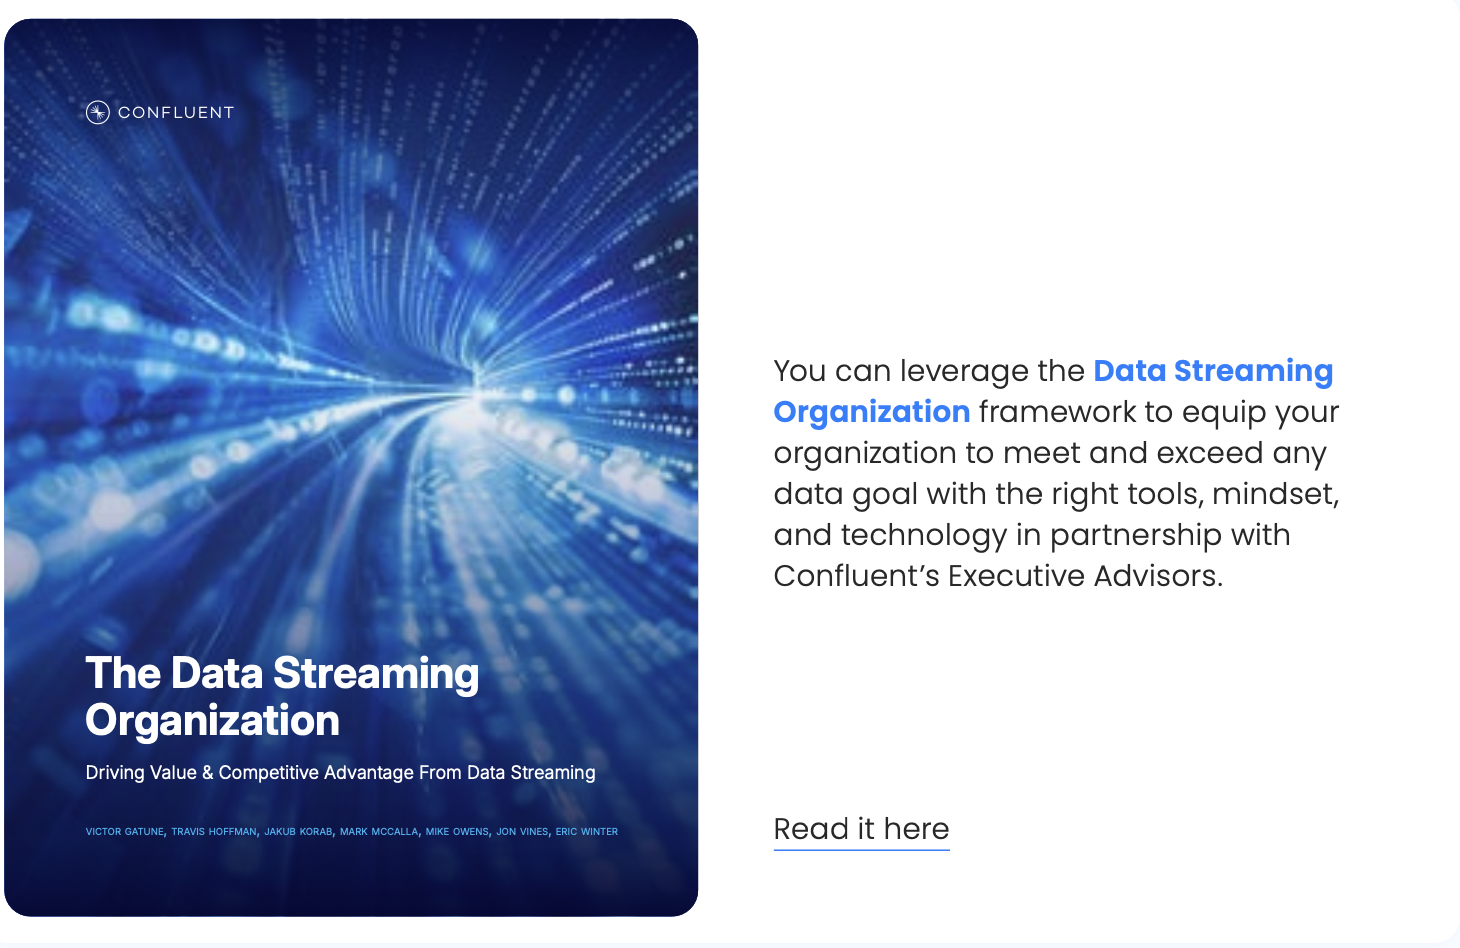 CONFLUENT
The Data Streaming
Organization
Driving Value & Competitive Advantage From Data Streaming
VICTOR GATUNE, TRAVIS HOFFMAN, JAKUB KORAB, MARK MCCALLA, MIKE OWENS, JON VINES, ERIC WINTER
You can leverage the Data Streaming
Organization framework to equip your
organization to meet and exceed any
data goal with the right tools, mindset,
and technology in partnership with
Confluent’s Executive Advisors.
Read it here